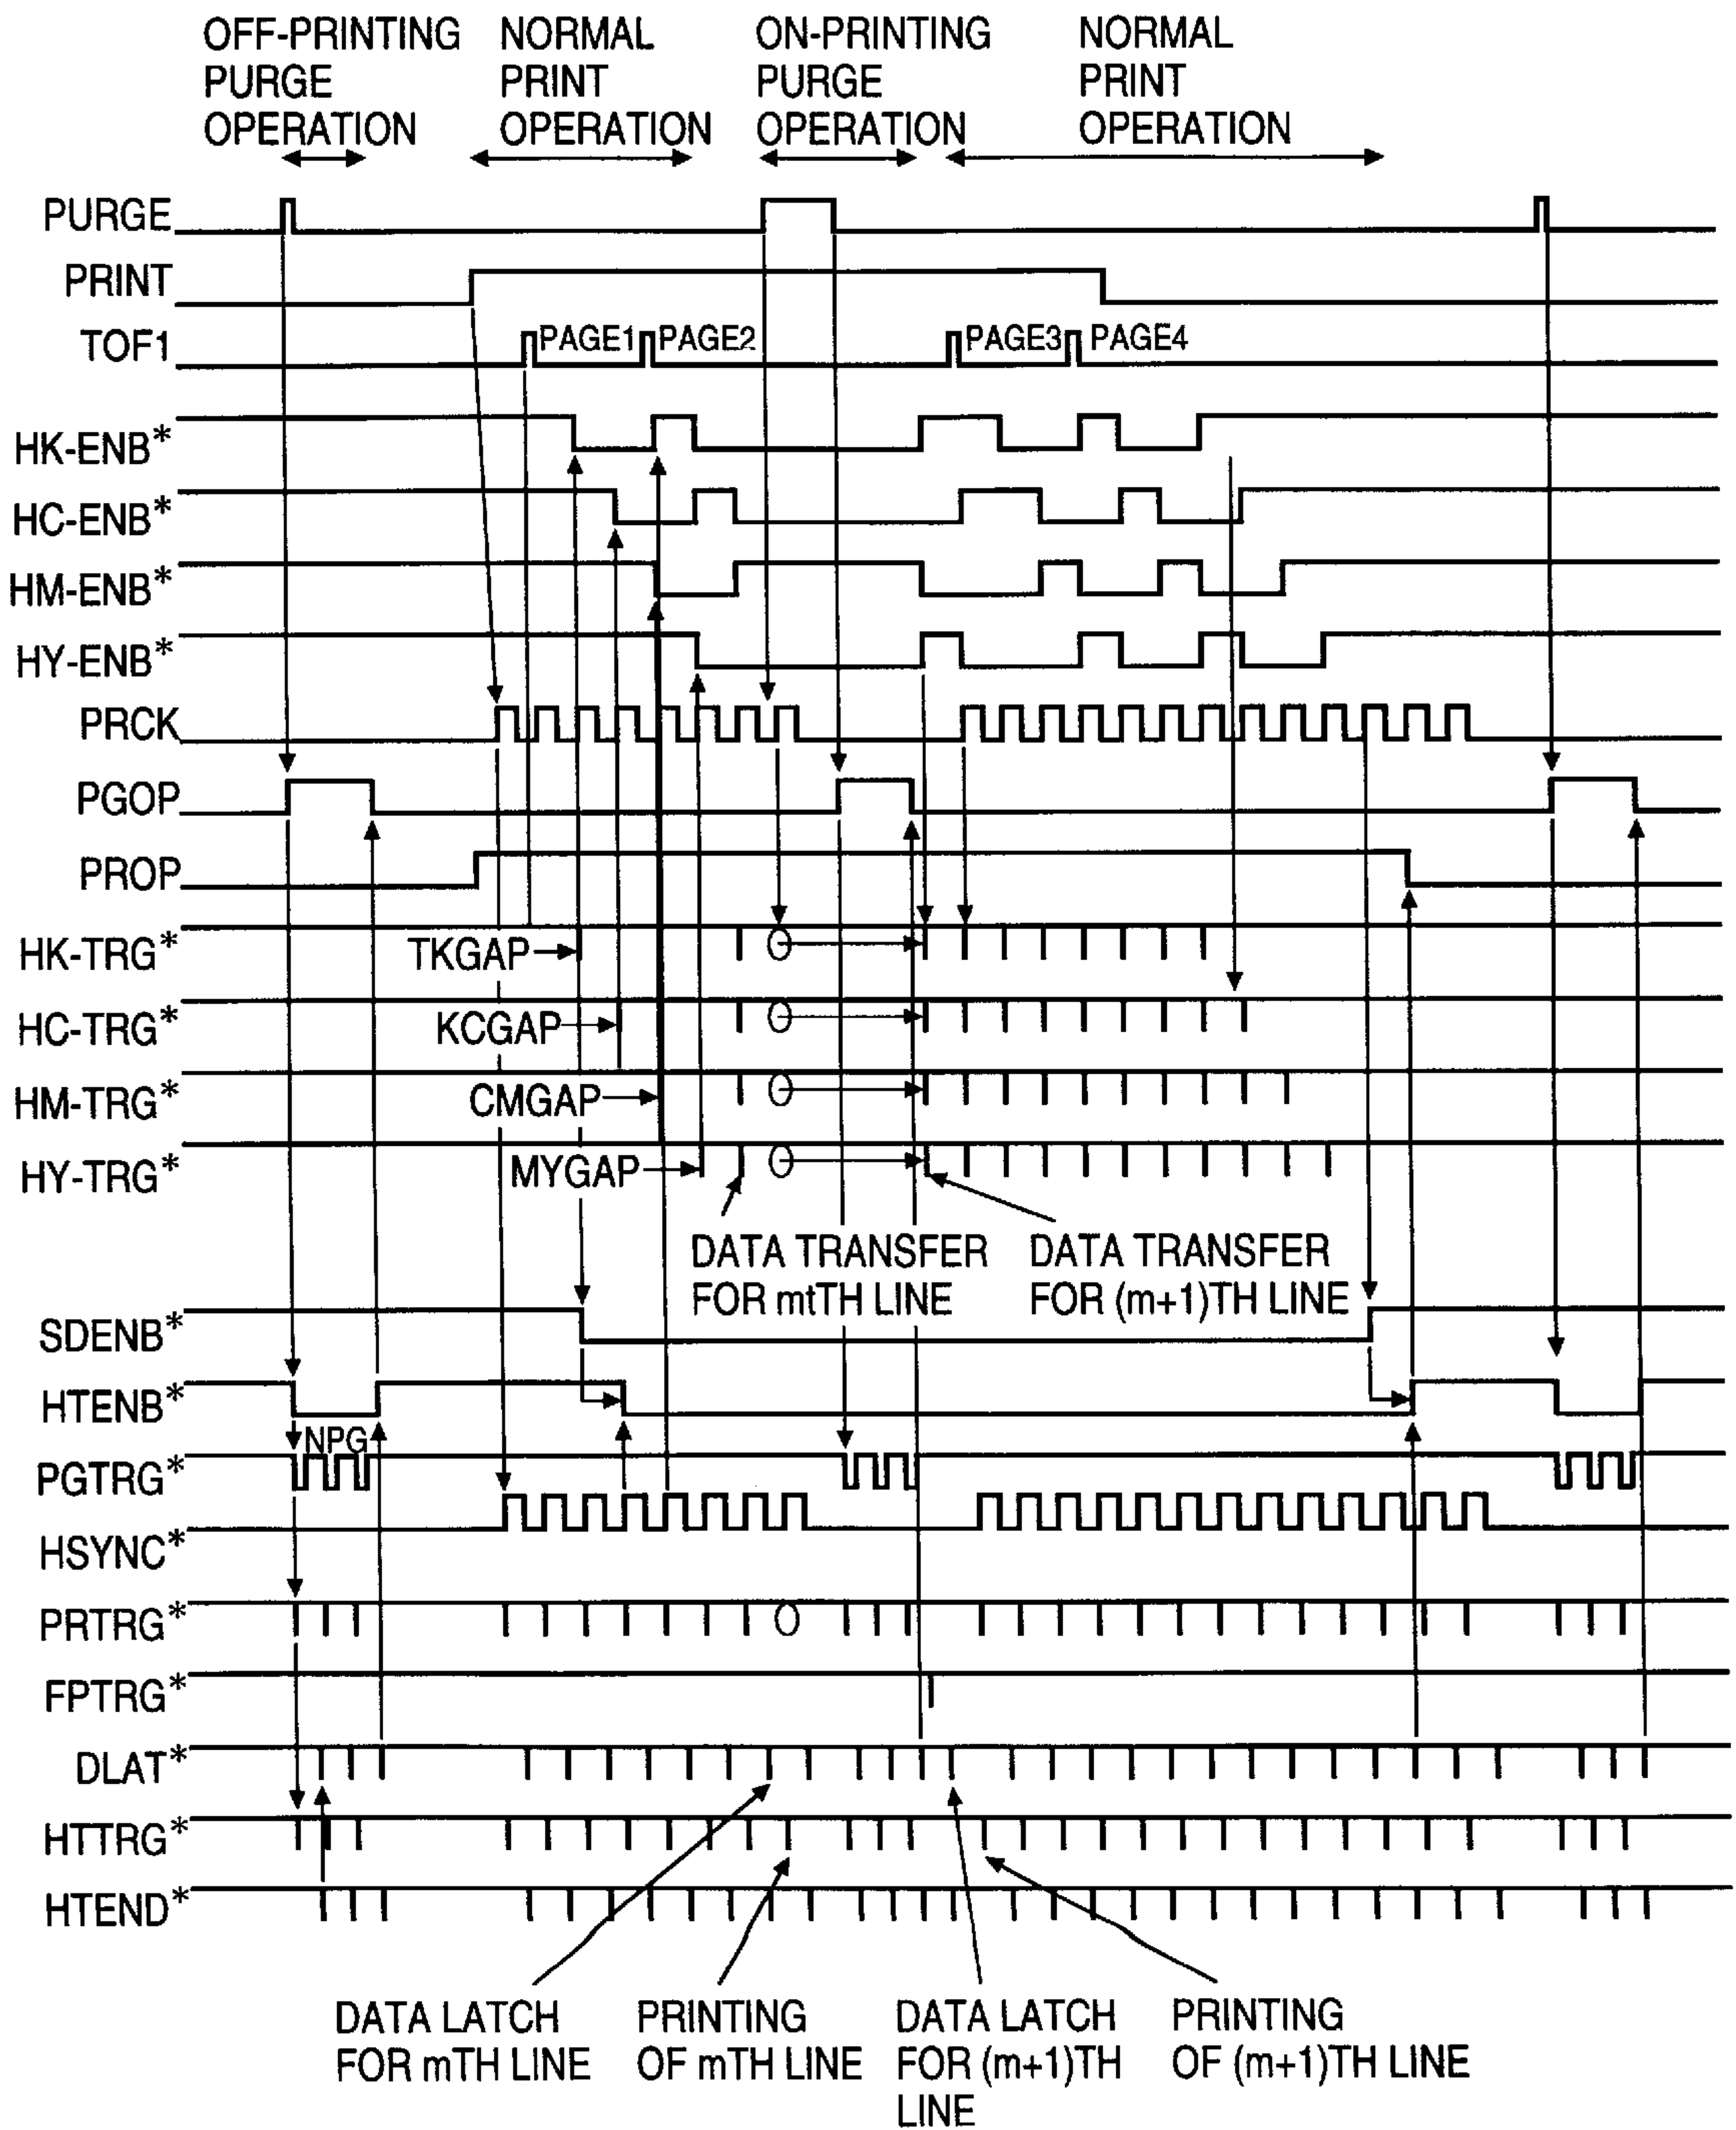 OFF-PRINTING
PURGE
OPERATION
NORMAL
PRINT
OPERATION
ON-PRINTING
PURGE
OPERATION
NORMAL
PRINT
OPERATION
PURGE
PRINT
TOF1
PAGE1
PAGE2
PAGE3
PAGE4
HK-ENB*
HC-ENB*
HM-ENB*
HY-ENB*
PRCK
PGOP
PROP
HK-TRG*
TKGAP
HC-TRG*
KCGAP
HM-TRG*
CMGAP
HY-TRG*
MYGAP
DATA TRANSFER
FOR mtTH LINE
DATA TRANSFER
FOR (m+1)TH LINE
SDENB*
HTENB*
NPG
PGTRG*
HSYNC*
PRTRG*
FPTRG*
DLAT*
HTTRG*
HTEND*
DATA LATCH
FOR mTH LINE
PRINTING
OF mTH LINE
DATA LATCH
FOR (m+1)TH
LINE
PRINTING
OF (m+1)TH LINE